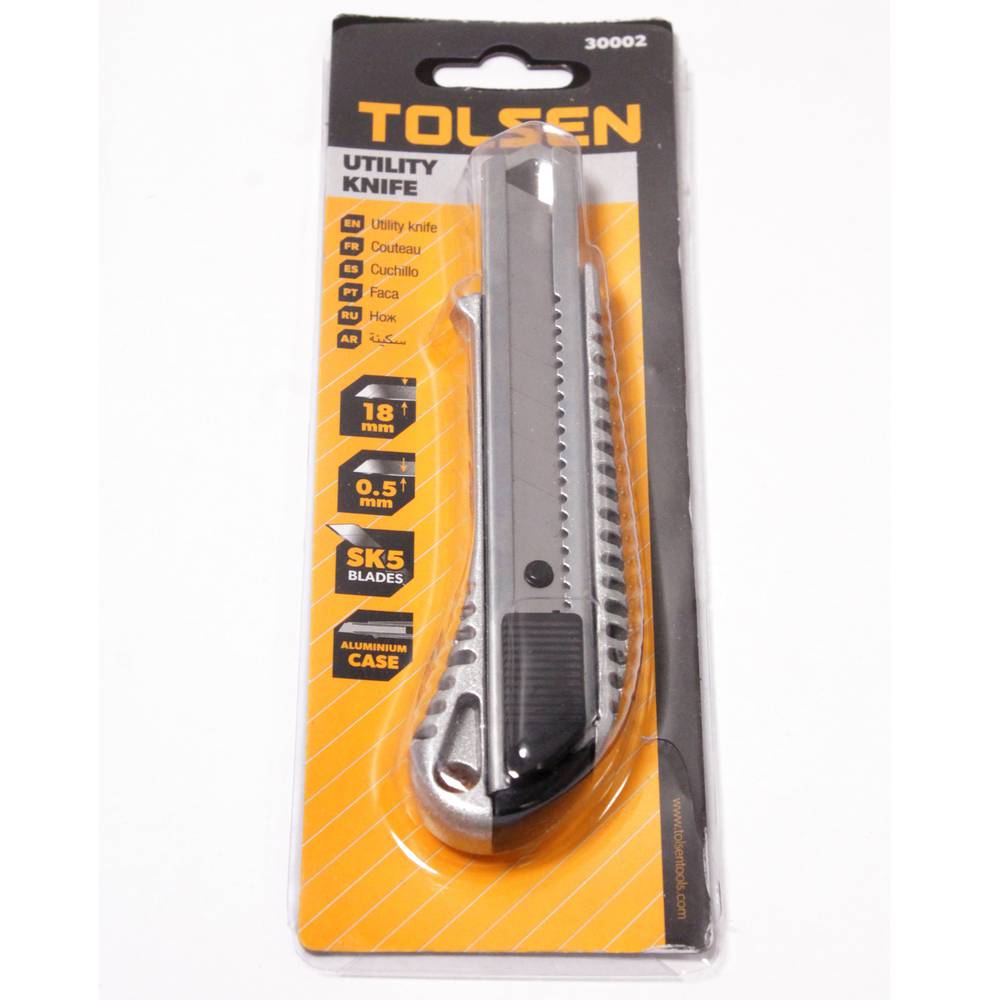 30002
TOLSEN
UTILITY
KNIFE
EN Utility knife
FR Couteau
ES Cuchillo
PT Faca
RU Нож
AR سكينة
18
mm
0.5
mm
SK5
BLADES
ALUMINIUM
CASE
www.tolsentools.com